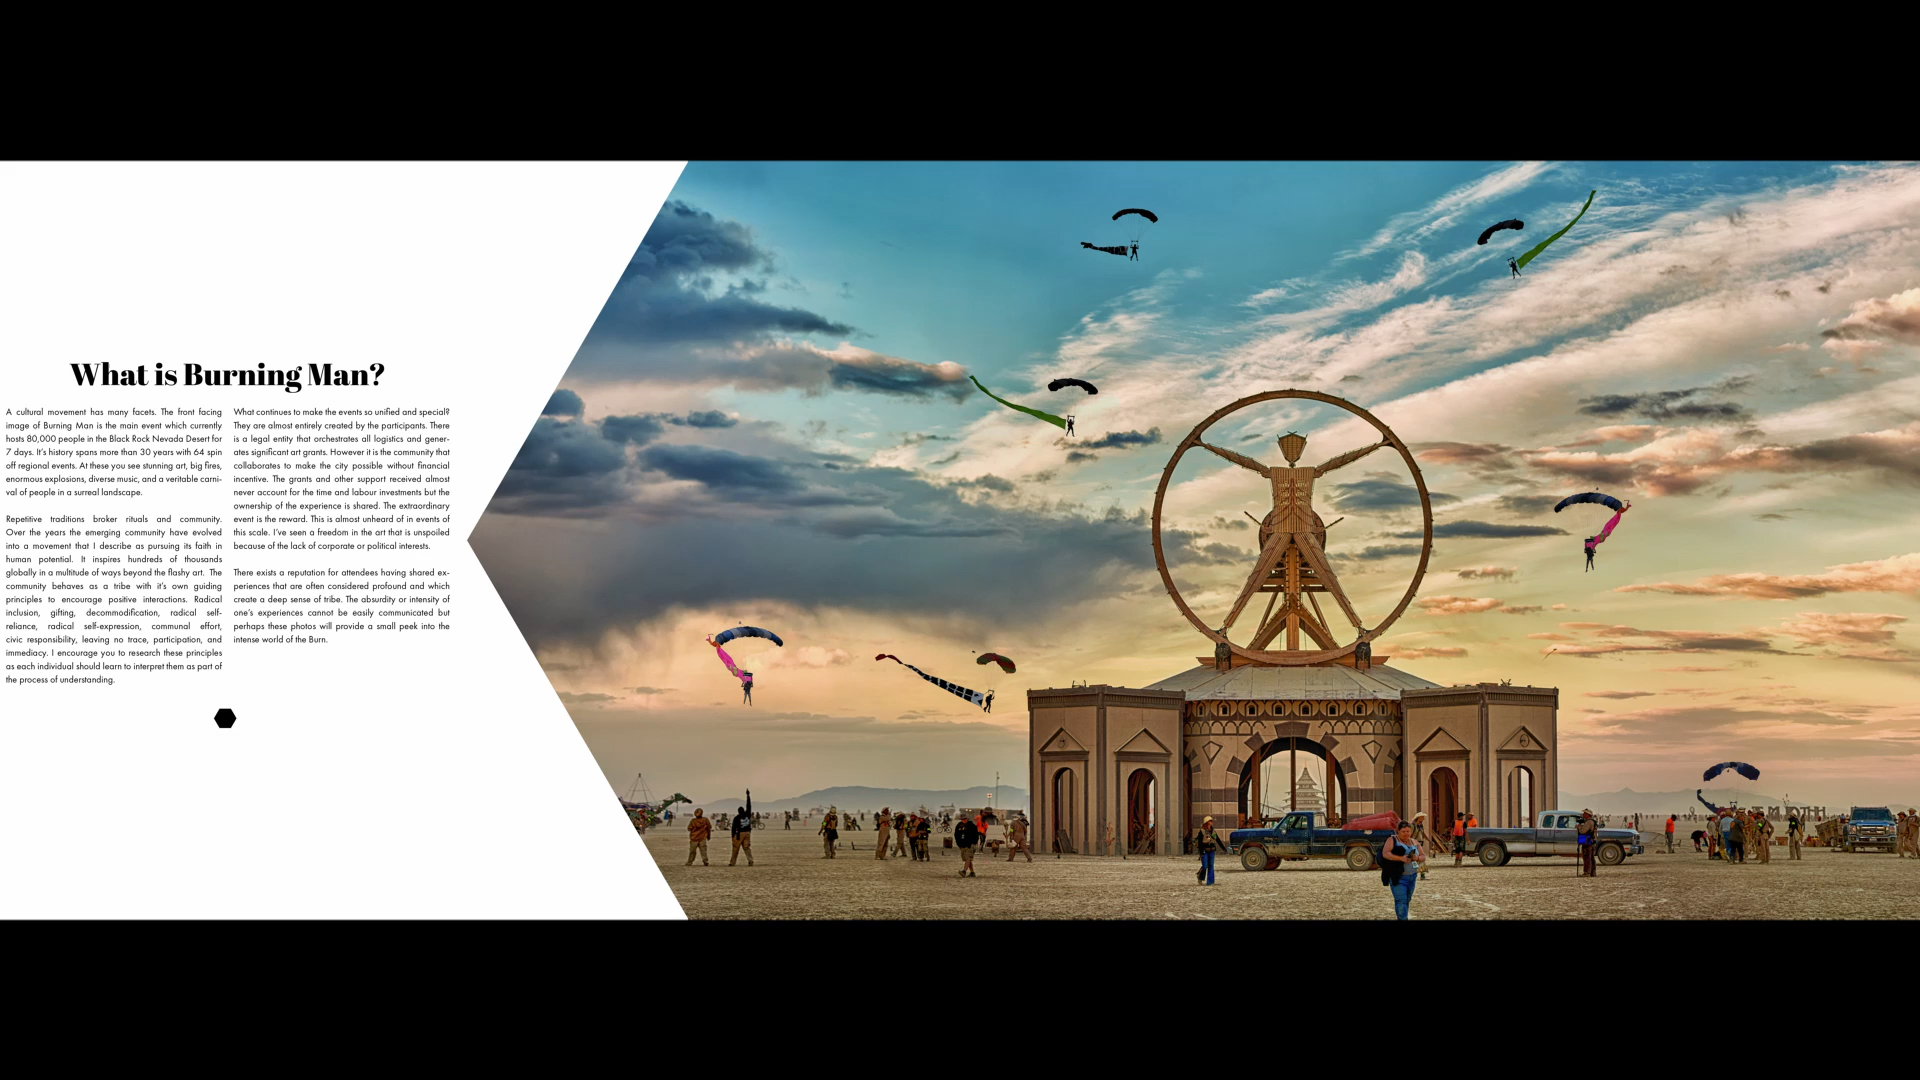 What is Burning Man?
A cultural movement has many facets. The front facing
image of Burning Man is the main event which currently
hosts 80,000 people in the Black Rock Nevada Desert for
7 days. It's history spans more than 30 years with 64 spin
off regional events. At these you see stunning art, big fires,
enormous explosions, diverse music, and a veritable carni-
val of people in a surreal landscape.
Repetitive traditions broker rituals and community.
Over the years the emerging community have evolved
into a movement that I describe as pursuing its faith in
human potential. It inspires hundreds of thousands
globally in a multitude of ways beyond the flashy art. The
community behaves as a tribe with it's own guiding
principles to encourage positive interactions. Radical
inclusion, gifting, decommodification, radical self-
reliance, radical self-expression, communal effort,
civic responsibility, leaving no trace, participation, and
immediacy. I encourage you to research these principles
as each individual should learn to interpret them as part of
the process of understanding.
What continues to make the events so unified and special?
They are almost entirely created by the participants. There
is a legal entity that orchestrates all logistics and gener-
ates significant art grants. However it is the community that
collaborates to make the city possible without financial
incentive. The grants and other support received almost
never account for the time and labour investments but the
ownership of the experience is shared. The extraordinary
event is the reward. This is almost unheard of in events of
this scale. I've seen a freedom in the art that is unspoiled
because of the lack of corporate or political interests.
There exists a reputation for attendees having shared ex-
periences that are often considered profound and which
create a deep sense of tribe. The absurdity or intensity of
one's experiences cannot be easily communicated but
perhaps these photos will provide a small peek into the
intense world of the Burn.